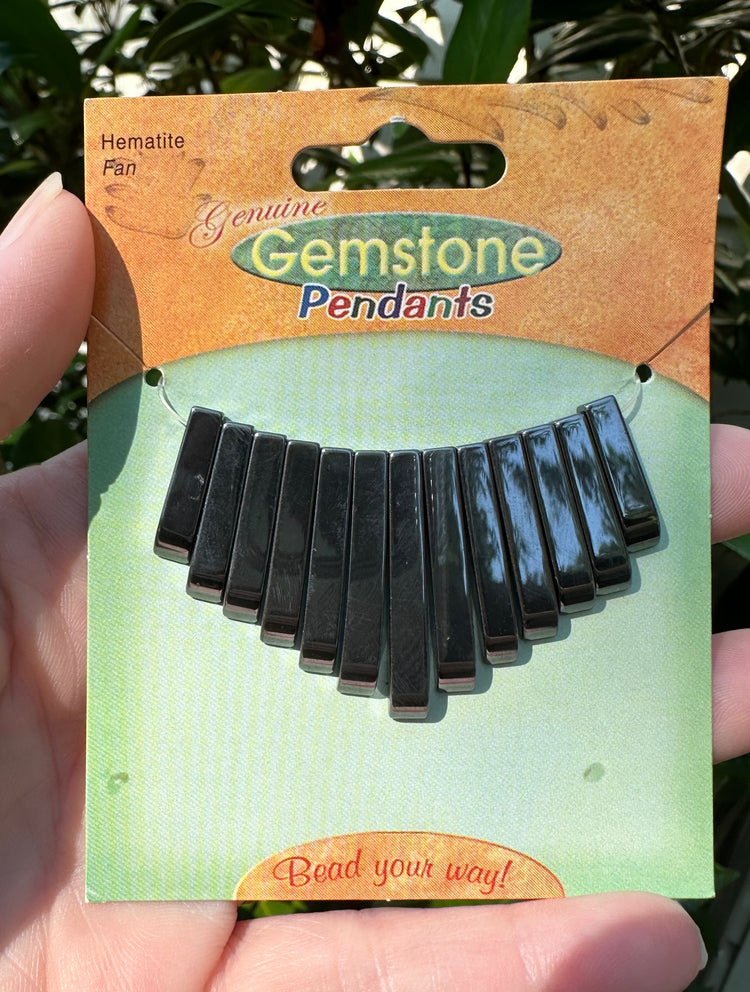 Hematite
Fan
Genuine
Gemstone
Pendants
Bead your way!